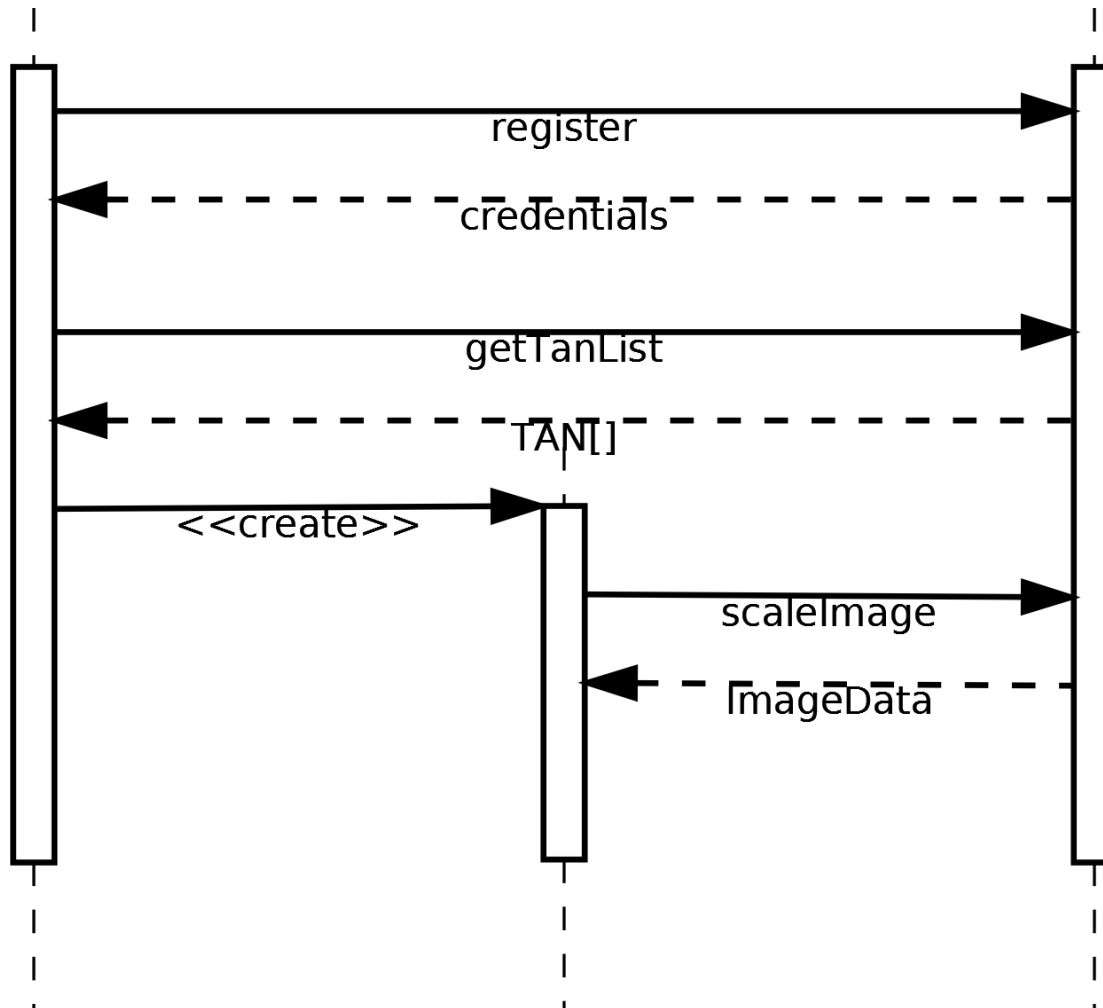 register
credentials
getTanList
TAN[]
<<create>>
scaleImage
ImageData